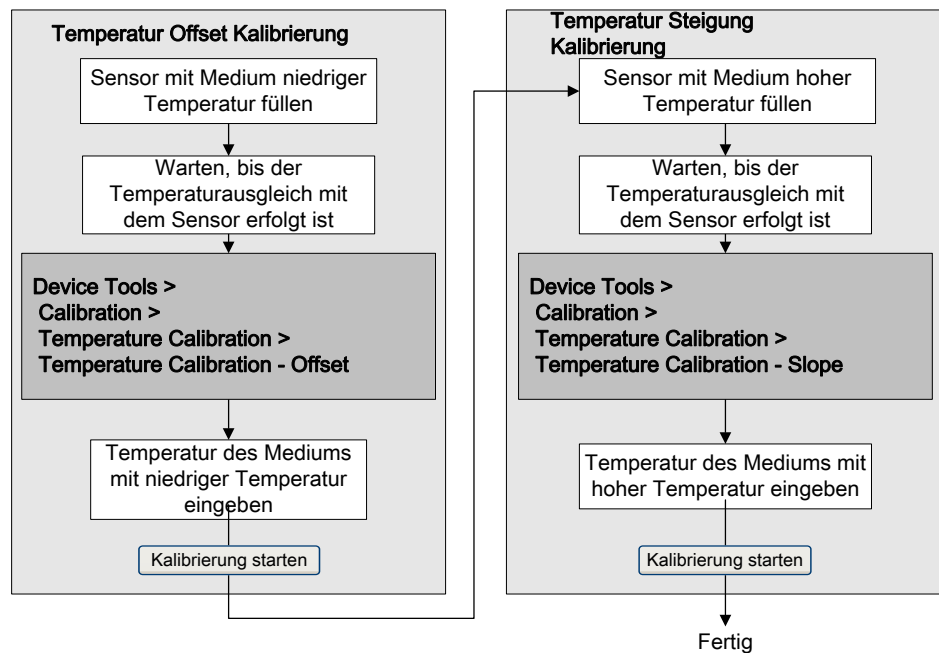 Temperatur Offset Kalibrierung
Sensor mit Medium niedriger
Temperatur füllen
Warten, bis der
Temperaturausgleich mit
dem Sensor erfolgt ist
Device Tools >
Calibration >
Temperature Calibration >
Temperature Calibration - Offset
Temperatur des Mediums
mit niedriger Temperatur
eingeben
Kalibrierung starten
Temperatur Steigung
Kalibrierung
Sensor mit Medium hoher
Temperatur füllen
Warten, bis der
Temperaturausgleich mit
dem Sensor erfolgt ist
Device Tools >
Calibration >
Temperature Calibration >
Temperature Calibration - Slope
Temperatur des Mediums mit
hoher Temperatur eingeben
Kalibrierung starten
Fertig